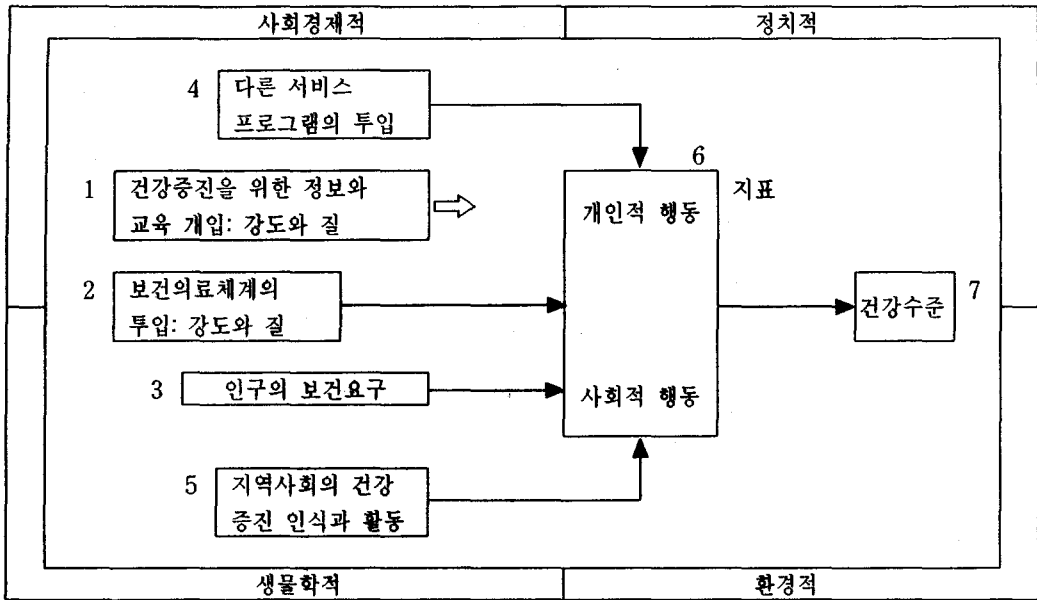 사회경재적
정치적
4
다른 서비스
프로그램의 투입
6
1
건강증진을 위한 정보와
교육 개입: 강도와 질
지표
개인적 행동
2
보건의료체계의
투입: 강도와 질
건강수준
7
3
인구의 보건요구
사회적 행동
5
지역사회의 건강
증진 인식과 활동
생물학적
환경적